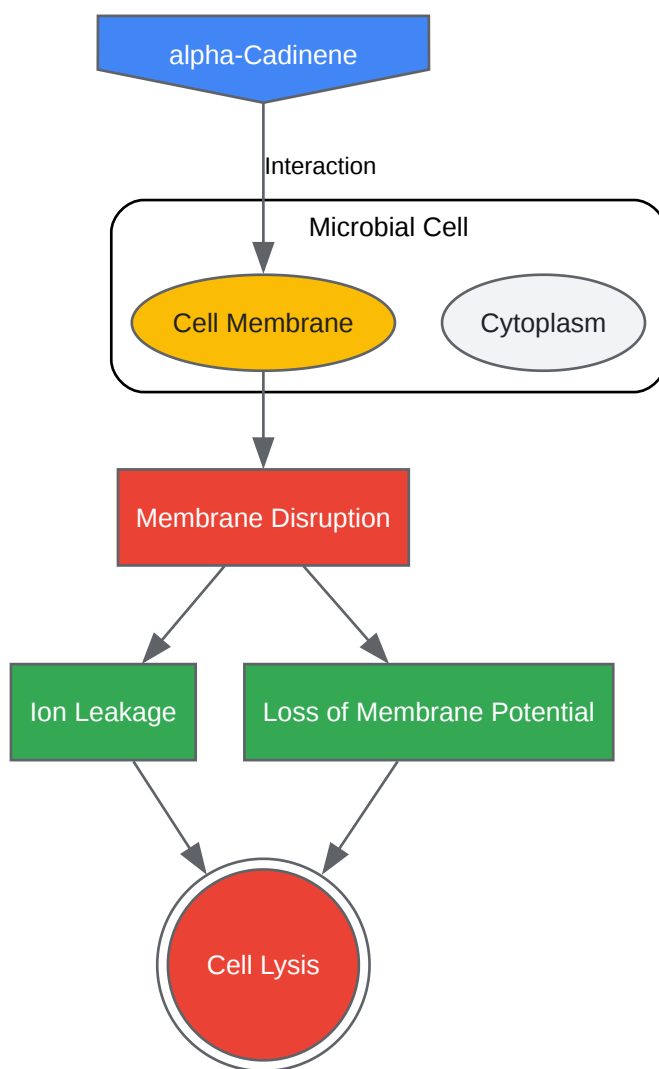 alpha-Cadinene
Interaction
Microbial Cell
Cell Membrane
Cytoplasm
Membrane Disruption
Ion Leakage
Loss of Membrane Potential
Cell Lysis